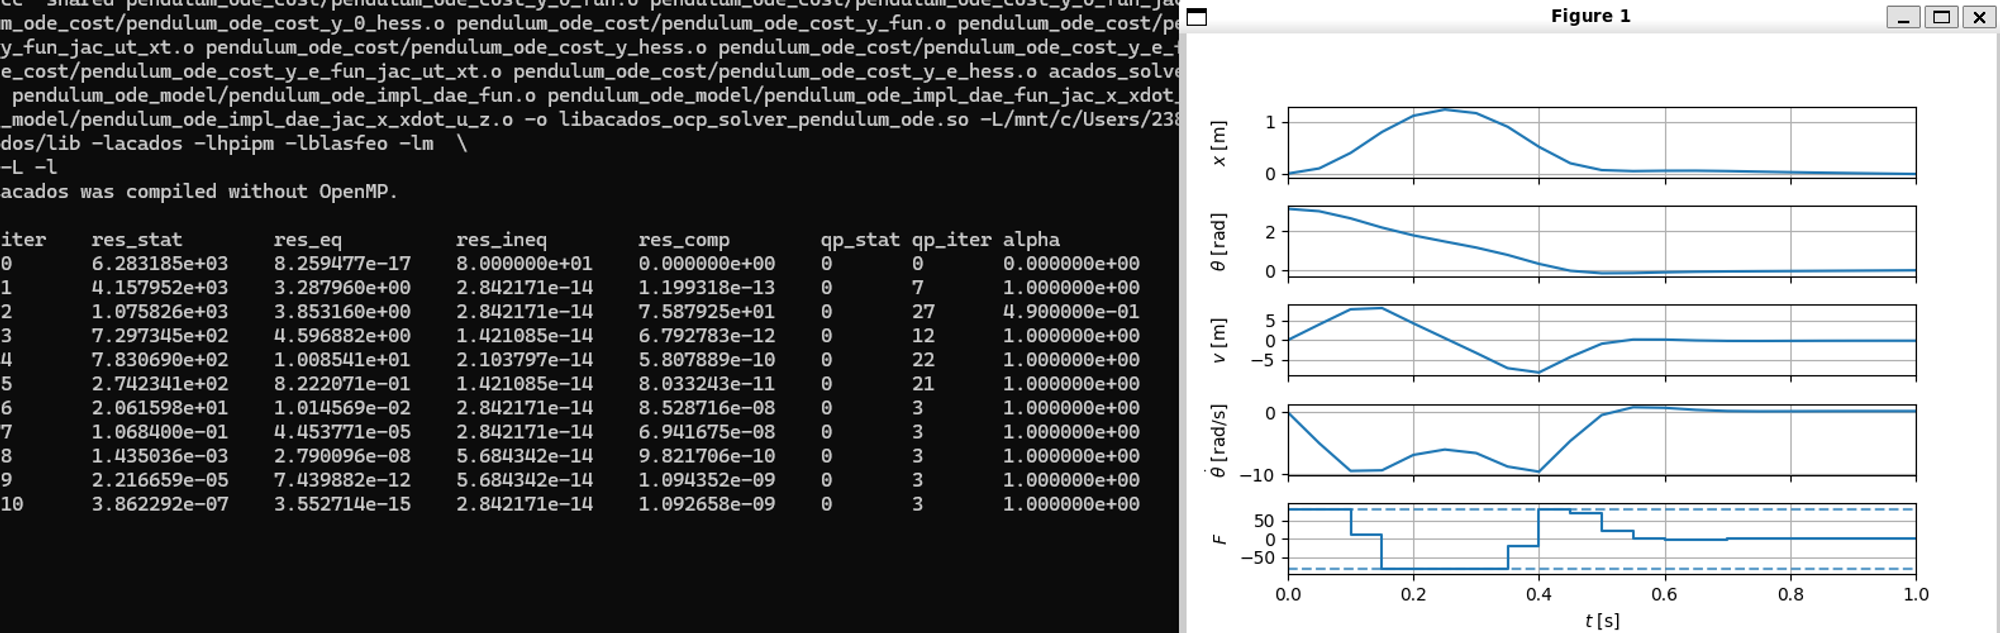 m_ode_cost/pendulum_ode_cost_y_0_hess.o pendulum_ode_cost/pendulum_ode_cost_y_fun.o pendulum_ode_cost/
y_fun_jac_ut_xt.o pendulum_ode_cost/pendulum_ode_cost_y_hess.o pendulum_ode_cost/pendulum_ode_cost_y_e_
e_cost/pendulum_ode_cost_y_e_fun_jac_ut_xt.o pendulum_ode_cost/pendulum_ode_cost_y_e_hess.o acados_solve
pendulum_ode_model/pendulum_ode_impl_dae_fun.o pendulum_ode_model/pendulum_ode_impl_dae_fun_jac_x_xdot_
_model/pendulum_ode_impl_dae_jac_x_xdot_u_z.o -o libacados_ocp_solver_pendulum_ode.so -L/mnt/c/Users/238
dos/lib -lacados -lhpipm -lblasfeo -lm  \
-L -l
acados was compiled without OpenMP.
iter res_stat res_eq res_ineq res_comp qp_stat qp_iter alpha
0 6.283185e+03 8.259477e-17 8.000000e+01 0.000000e+00 0 0 0.000000e+00
1 4.157952e+03 3.287960e+00 2.842171e-14 1.199318e-13 0 7 1.000000e+00
2 1.075826e+03 3.853160e+00 2.842171e-14 7.587925e+01 0 27 4.900000e-01
3 7.297345e+02 4.596882e+00 1.421085e-14 6.792783e-12 0 12 1.000000e+00
4 7.830690e+02 1.008541e+01 2.103797e-14 5.807889e-10 0 22 1.000000e+00
5 2.742341e+02 8.222071e-01 1.421085e-14 8.033243e-11 0 21 1.000000e+00
6 2.061598e+01 1.014569e-02 2.842171e-14 8.528716e-08 0 3 1.000000e+00
7 1.068400e-01 4.453771e-05 2.842171e-14 6.941675e-08 0 3 1.000000e+00
8 1.435036e-03 2.790096e-08 5.684342e-14 9.821706e-10 0 3 1.000000e+00
9 2.216659e-05 7.439882e-12 5.684342e-14 1.094352e-09 0 3 1.000000e+00
10 3.862292e-07 3.552714e-15 2.842171e-14 1.092658e-09 0 3 1.000000e+00
Figure 1
x [m]
1
0
θ [rad]
2
0
v [m]
5
0
−5
θ̇ [rad/s]
0
−10
F
50
0
−50
0.0 0.2 0.4 0.6 0.8 1.0
t [s]